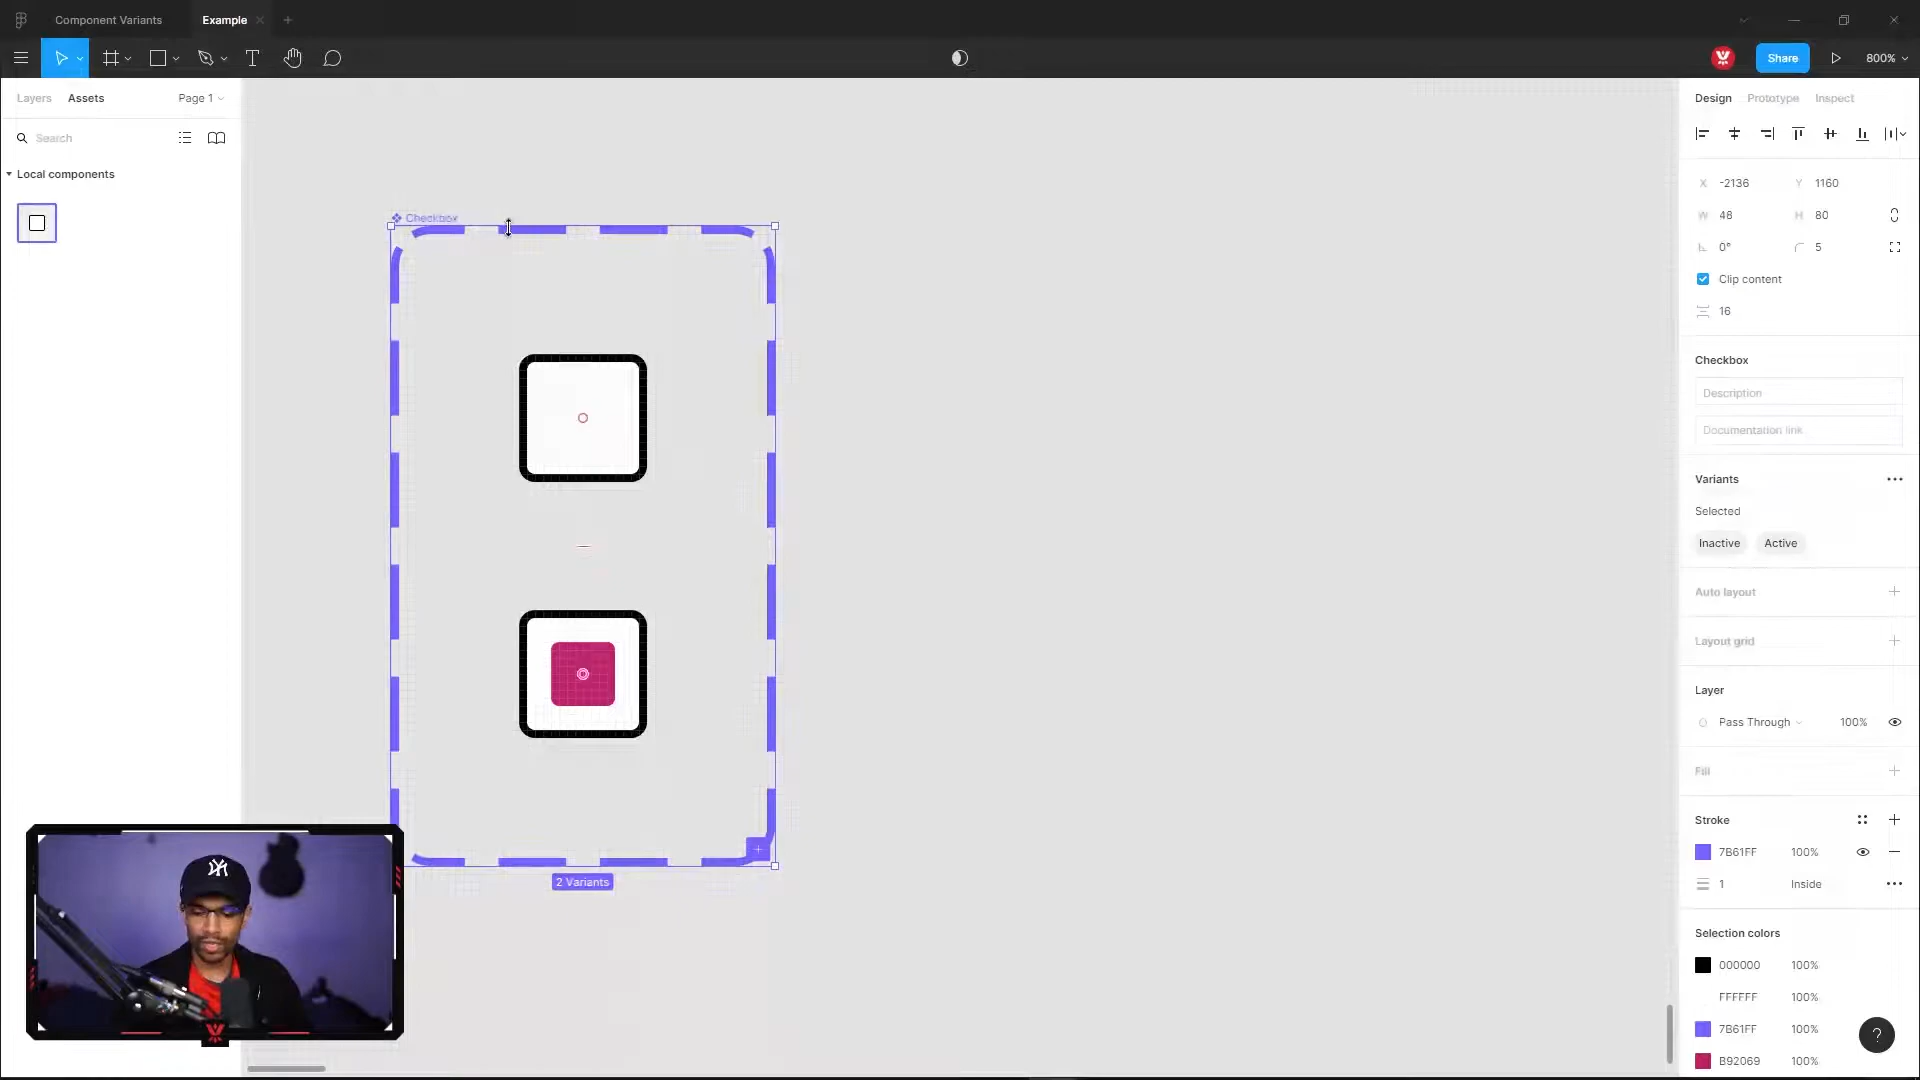 Component Variants
Example
Share
800%
Layers
Assets
Page 1
Search
Local components
Checkbox
2 Variants
Design
Prototype
Inspect
X -2136
Y 1160
W 48
H 80
0°
5
Clip content
16
Checkbox
Description
Documentation link
Variants
Selected
Inactive
Active
Auto layout
Layout grid
Layer
Pass Through
100%
Fill
Stroke
7B61FF 100%
1
Inside
Selection colors
000000 100%
FFFFFF 100%
7B61FF 100%
B92069 100%
?